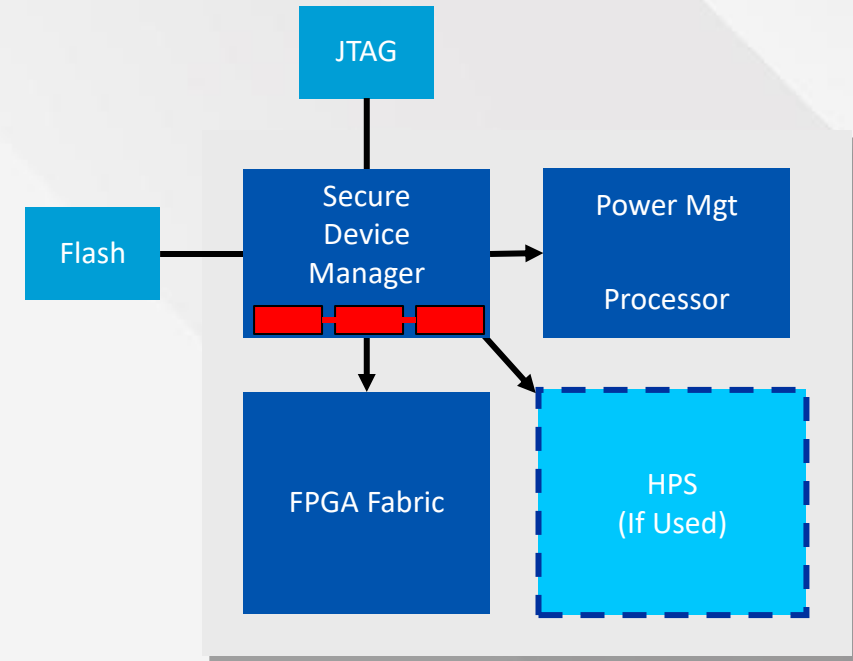 JTAG
Flash
Secure
Device
Manager
Power Mgt
Processor
FPGA Fabric
HPS
(If Used)